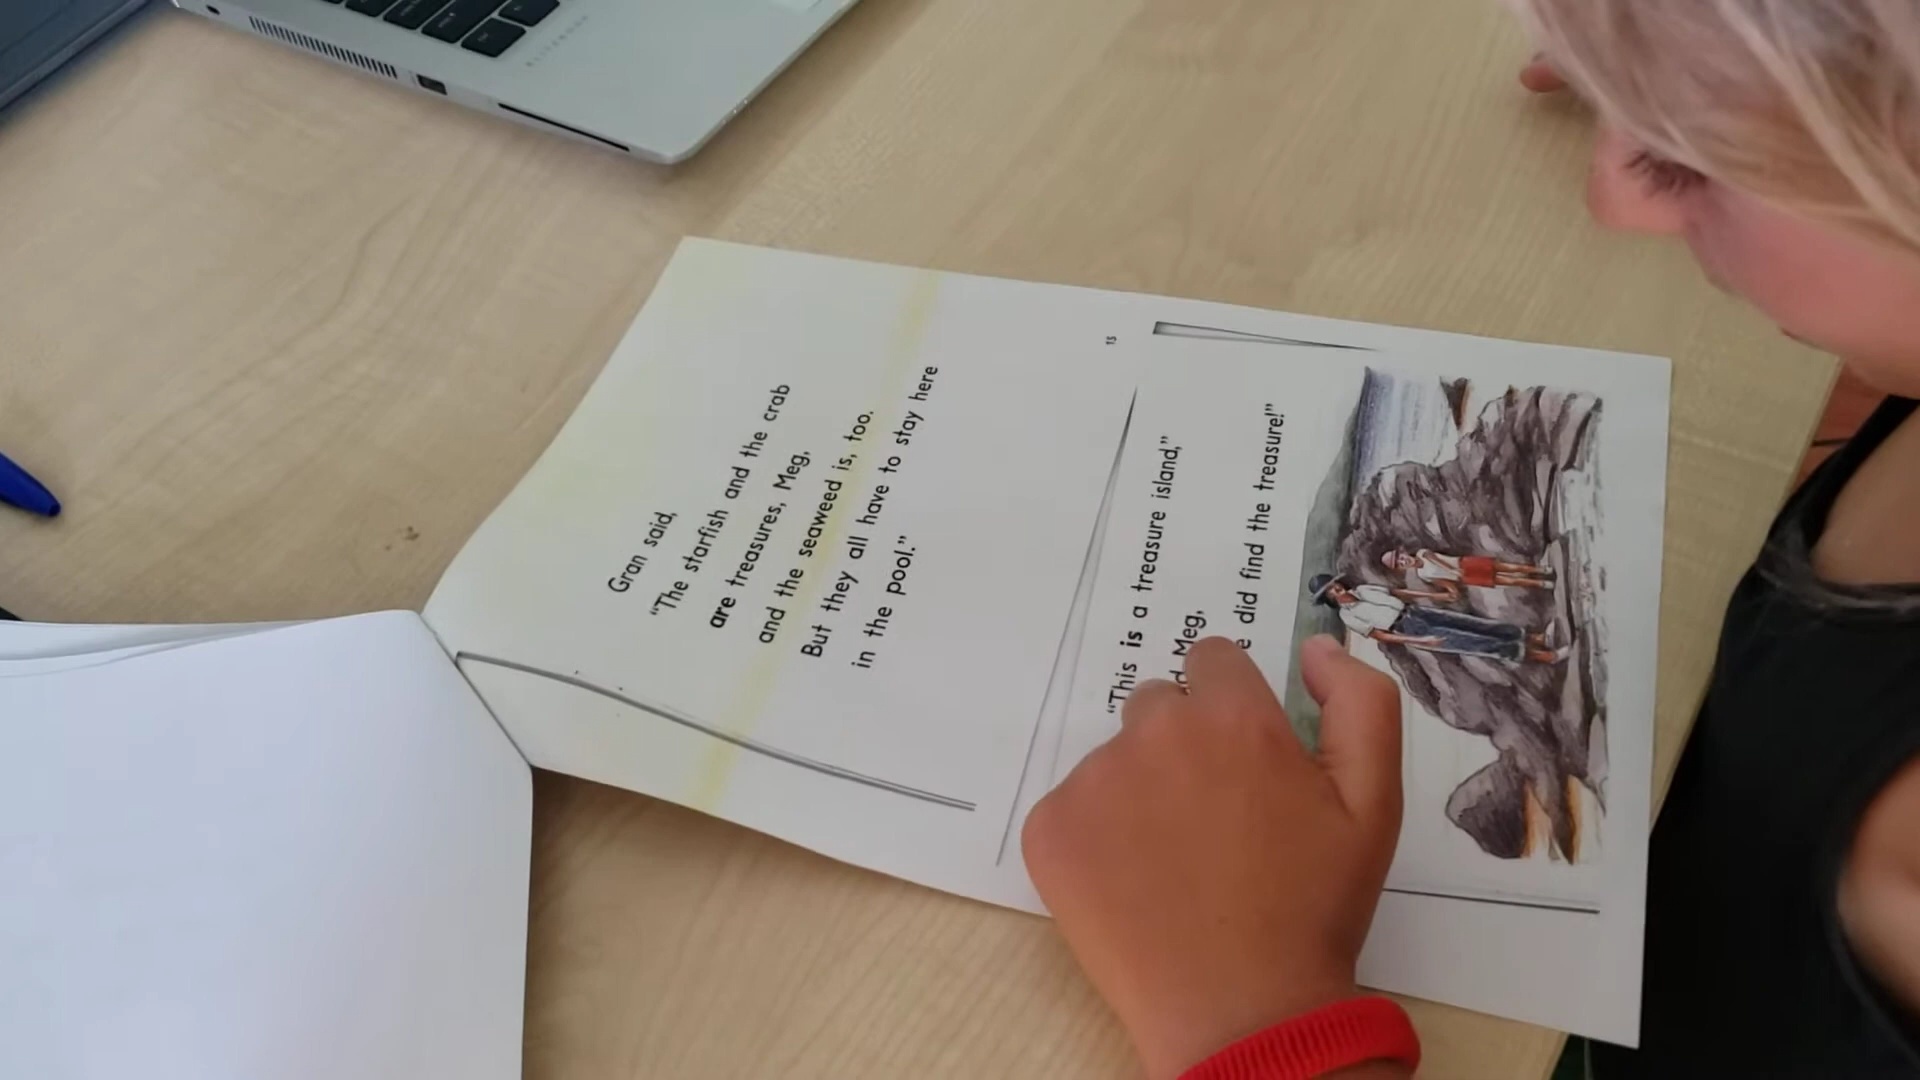 Gran said,
“The starfish and the crab
are treasures, Meg,
and the seaweed is, too.
But they all have to stay here
in the pool.”
13
“This is a treasure island,”
Meg,
did find the treasure!”